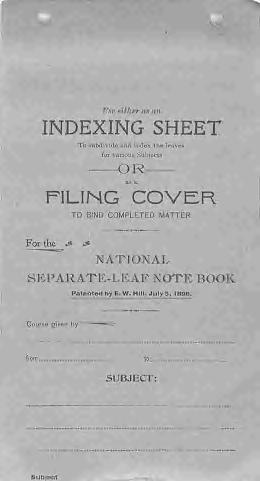 Use either as an
INDEXING SHEET
To subdivide and index the leaves
for various Subjects
OR
as a
FILING COVER
TO BIND COMPLETED MATTER
For the
NATIONAL
SEPARATE-LEAF NOTE BOOK
Patented by E. W. Hill, July 5, 1898.
Course given by
from to
SUBJECT:
Subject